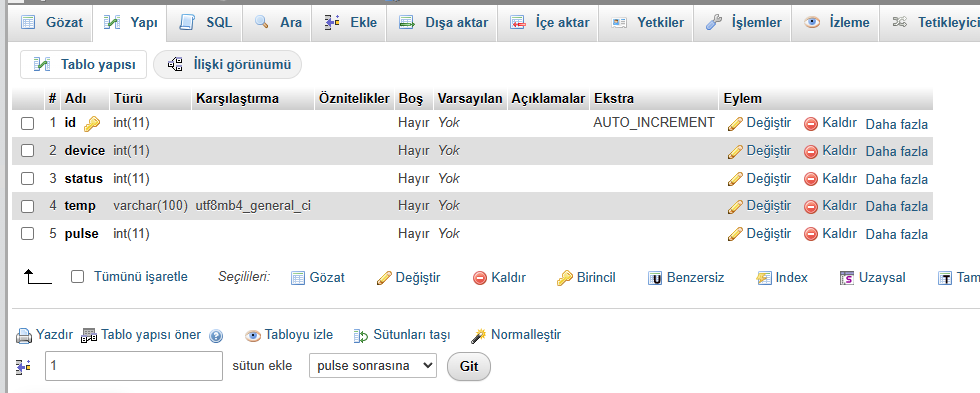 Gözat Yapı SQL Ara Ekle Dışa aktar İçe aktar Yetkiler İşlemler İzleme Tetikleyici
Tablo yapısı İlişki görünümü
# Adı Türü Karşılaştırma Öznitelikler Boş Varsayılan Açıklamalar Ekstra Eylem
1 id int(11) Hayır Yok AUTO_INCREMENT Değiştir Kaldır Daha fazla
2 device int(11) Hayır Yok Değiştir Kaldır Daha fazla
3 status int(11) Hayır Yok Değiştir Kaldır Daha fazla
4 temp varchar(100) utf8mb4_general_ci Hayır Yok Değiştir Kaldır Daha fazla
5 pulse int(11) Hayır Yok Değiştir Kaldır Daha fazla
Tümünü işaretle Seçilileri: Gözat Değiştir Kaldır Birincil Benzersiz Index Uzaysal Tam
Yazdır Tablo yapısı öner Tabloyu izle Sütunları taşı Normalleştir
1 sütun ekle pulse sonrasına Git